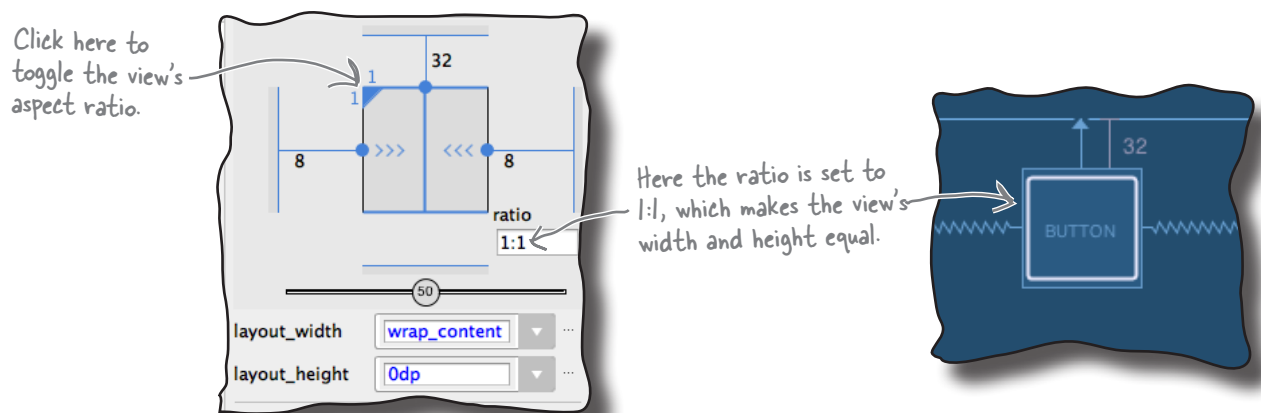 Click here to
toggle the view's
aspect ratio.
32
1
1
8
>>>
<<<
8
ratio
1:1
50
layout_width
wrap_content
...
layout_height
0dp
...
Here the ratio is set to
1:1, which makes the view's
width and height equal.
32
BUTTON